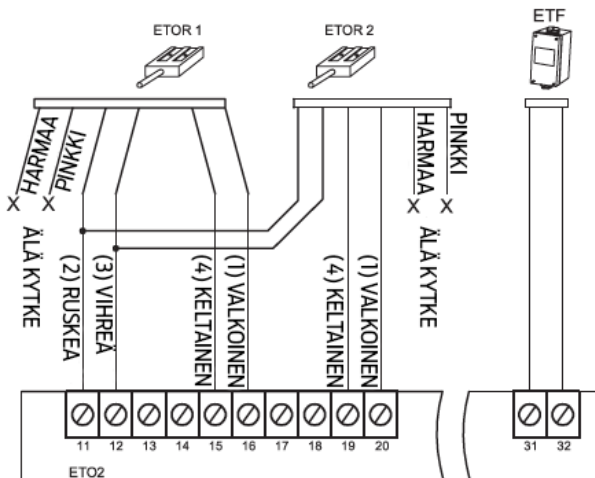 ETOR 1
ETOR 2
ETF
HARMAA
PINKKI
HARMAA
PINKKI
X
X
X
X
ÄLÄ KYTKE
(2) RUSKEA
(3) VIHREÄ
(4) KELTAINEN
(1) VALKOINEN
(4) KELTAINEN
(1) VALKOINEN
ÄLÄ KYTKE
11
12
13
14
15
16
17
18
19
20
31
32
ETO2